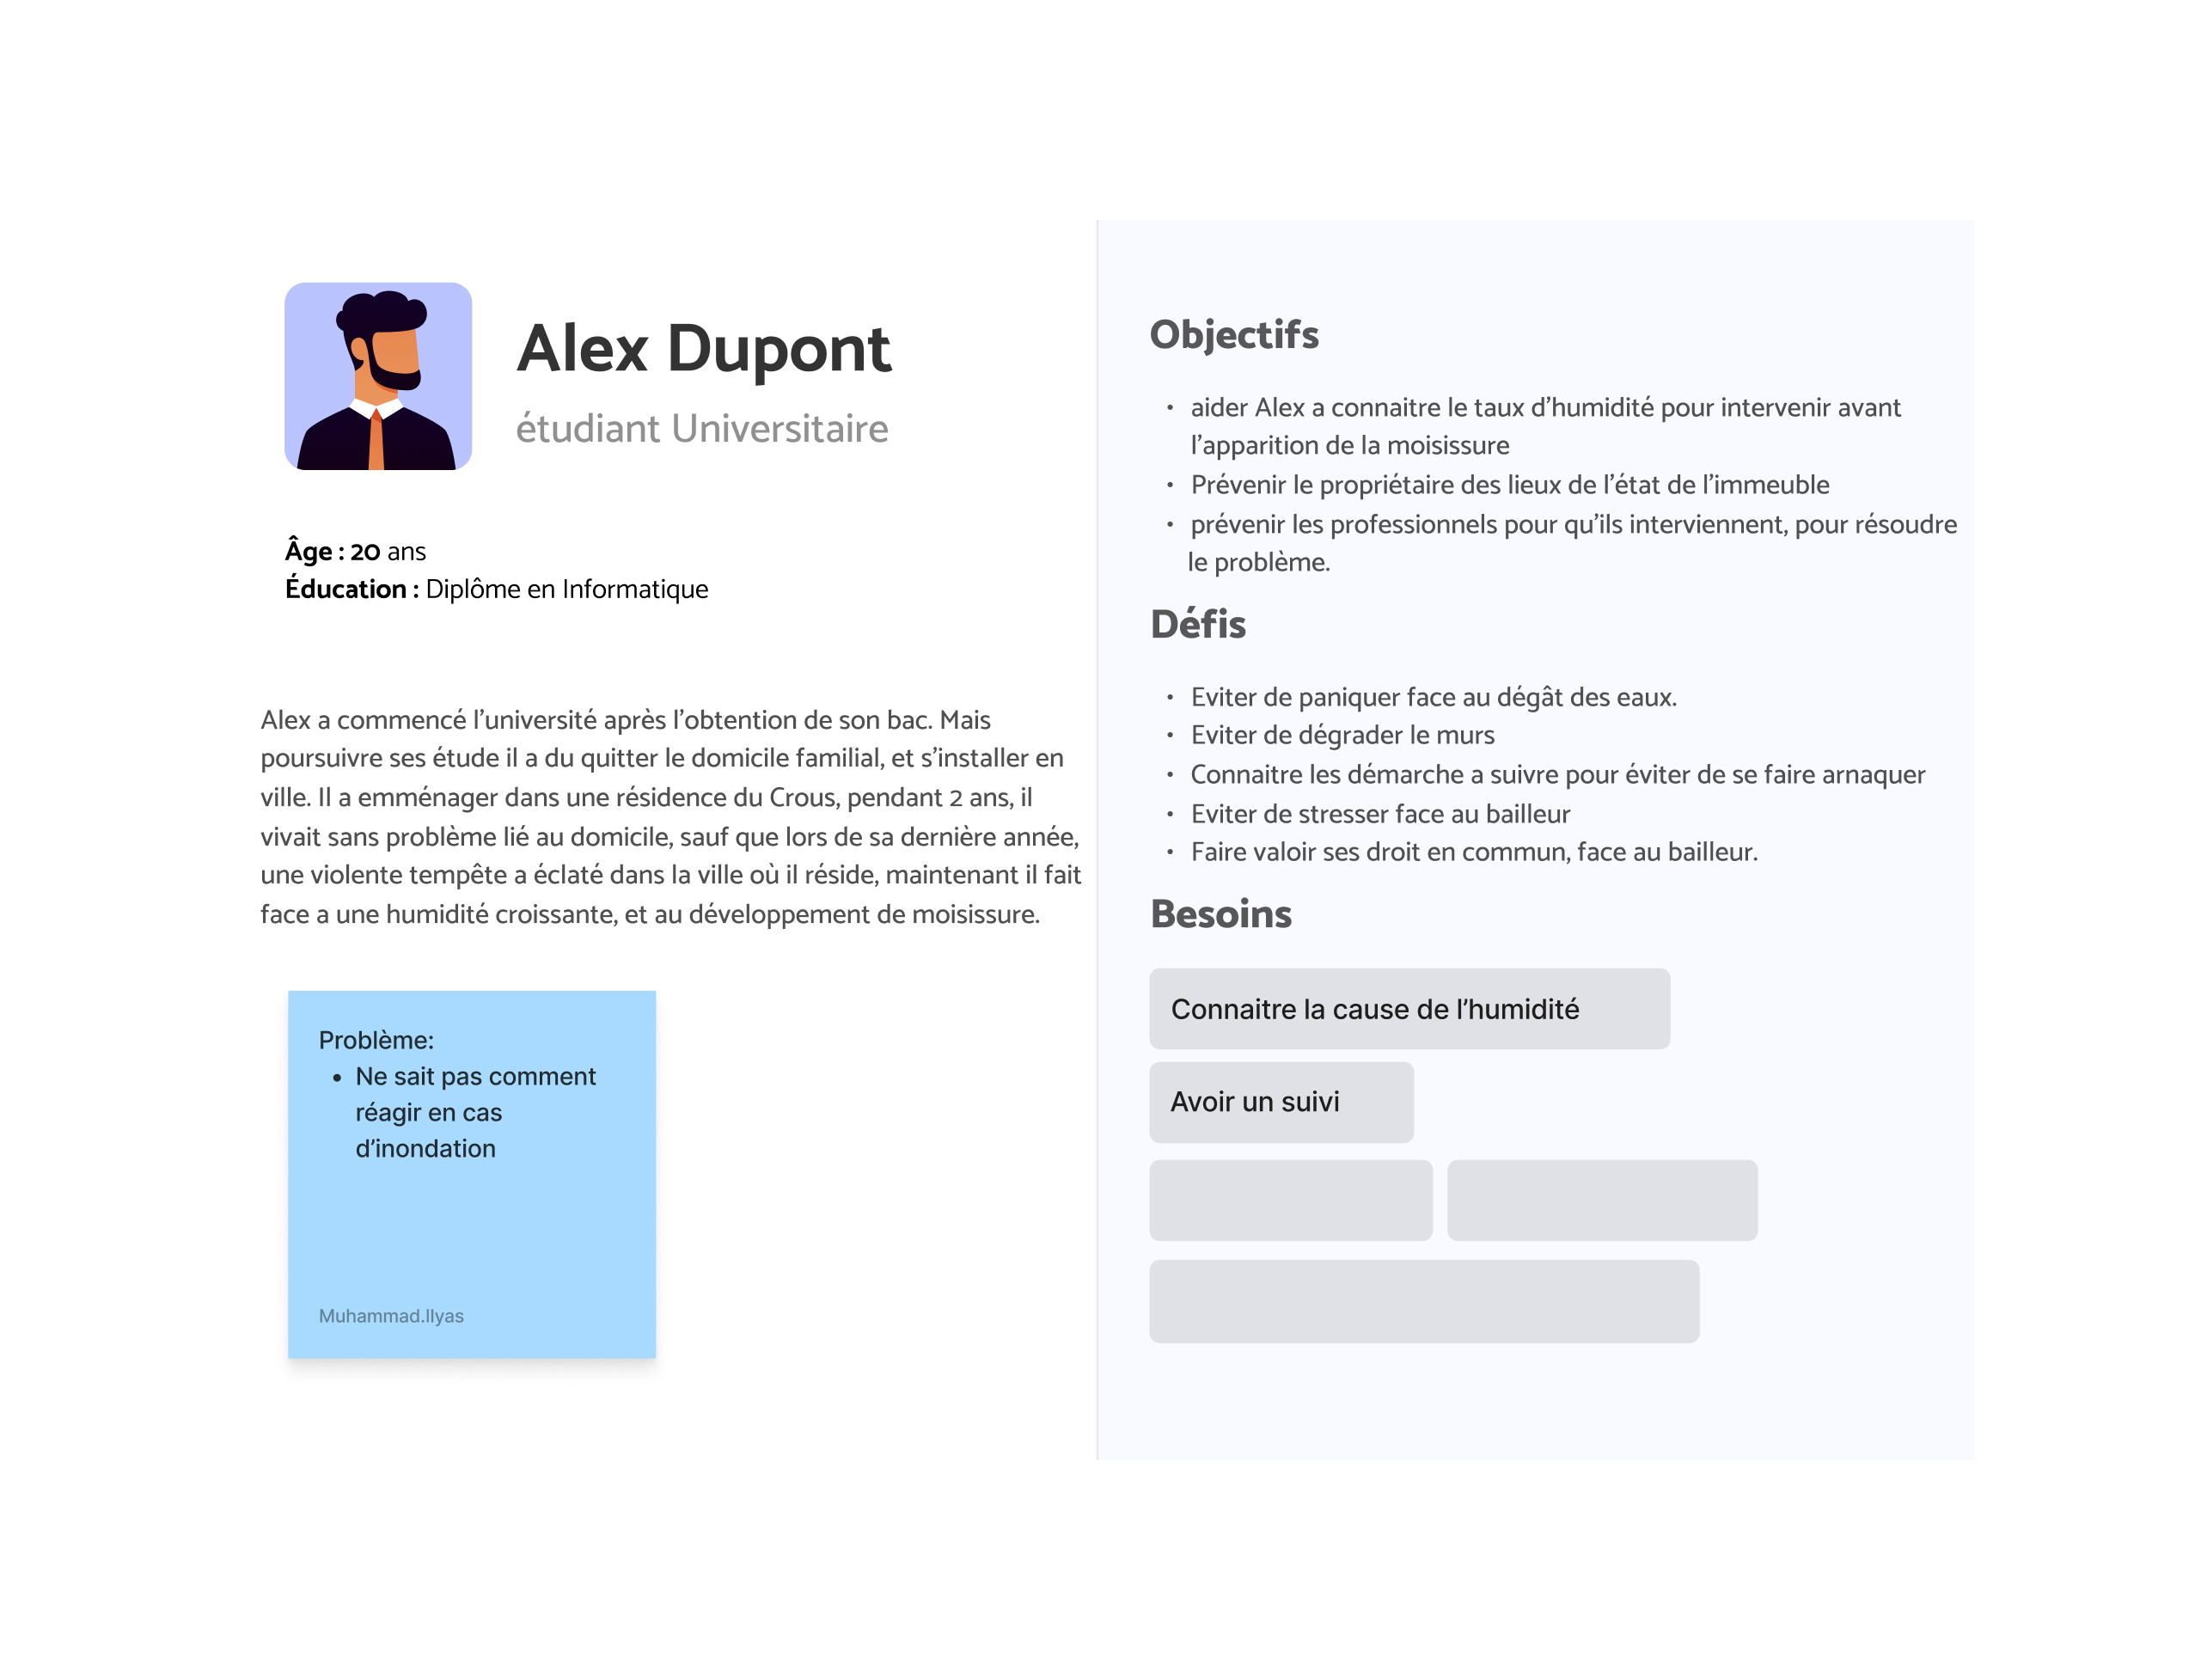 Alex Dupont
étudiant Universitaire
Âge : 20 ans
Éducation : Diplôme en Informatique
Alex a commencé l'université après l'obtention de son bac. Mais
poursuivre ses étude il a du quitter le domicile familial, et s'installer en
ville. Il a emménager dans une résidence du Crous, pendant 2 ans, il
vivait sans problème lié au domicile, sauf que lors de sa dernière année,
une violente tempête a éclaté dans la ville où il réside, maintenant il fait
face a une humidité croissante, et au développement de moisissure.
Problème:
• Ne sait pas comment
réagir en cas
d'inondation
Muhammad.Ilyas
Objectifs
• aider Alex a connaitre le taux d'humidité pour intervenir avant
l'apparition de la moisissure
• Prévenir le propriétaire des lieux de l'état de l'immeuble
• prévenir les professionnels pour qu'ils interviennent, pour résoudre
le problème.
Défis
• Eviter de paniquer face au dégât des eaux.
• Eviter de dégrader le murs
• Connaitre les démarche a suivre pour éviter de se faire arnaquer
• Eviter de stresser face au bailleur
• Faire valoir ses droit en commun, face au bailleur.
Besoins
Connaitre la cause de l'humidité
Avoir un suivi